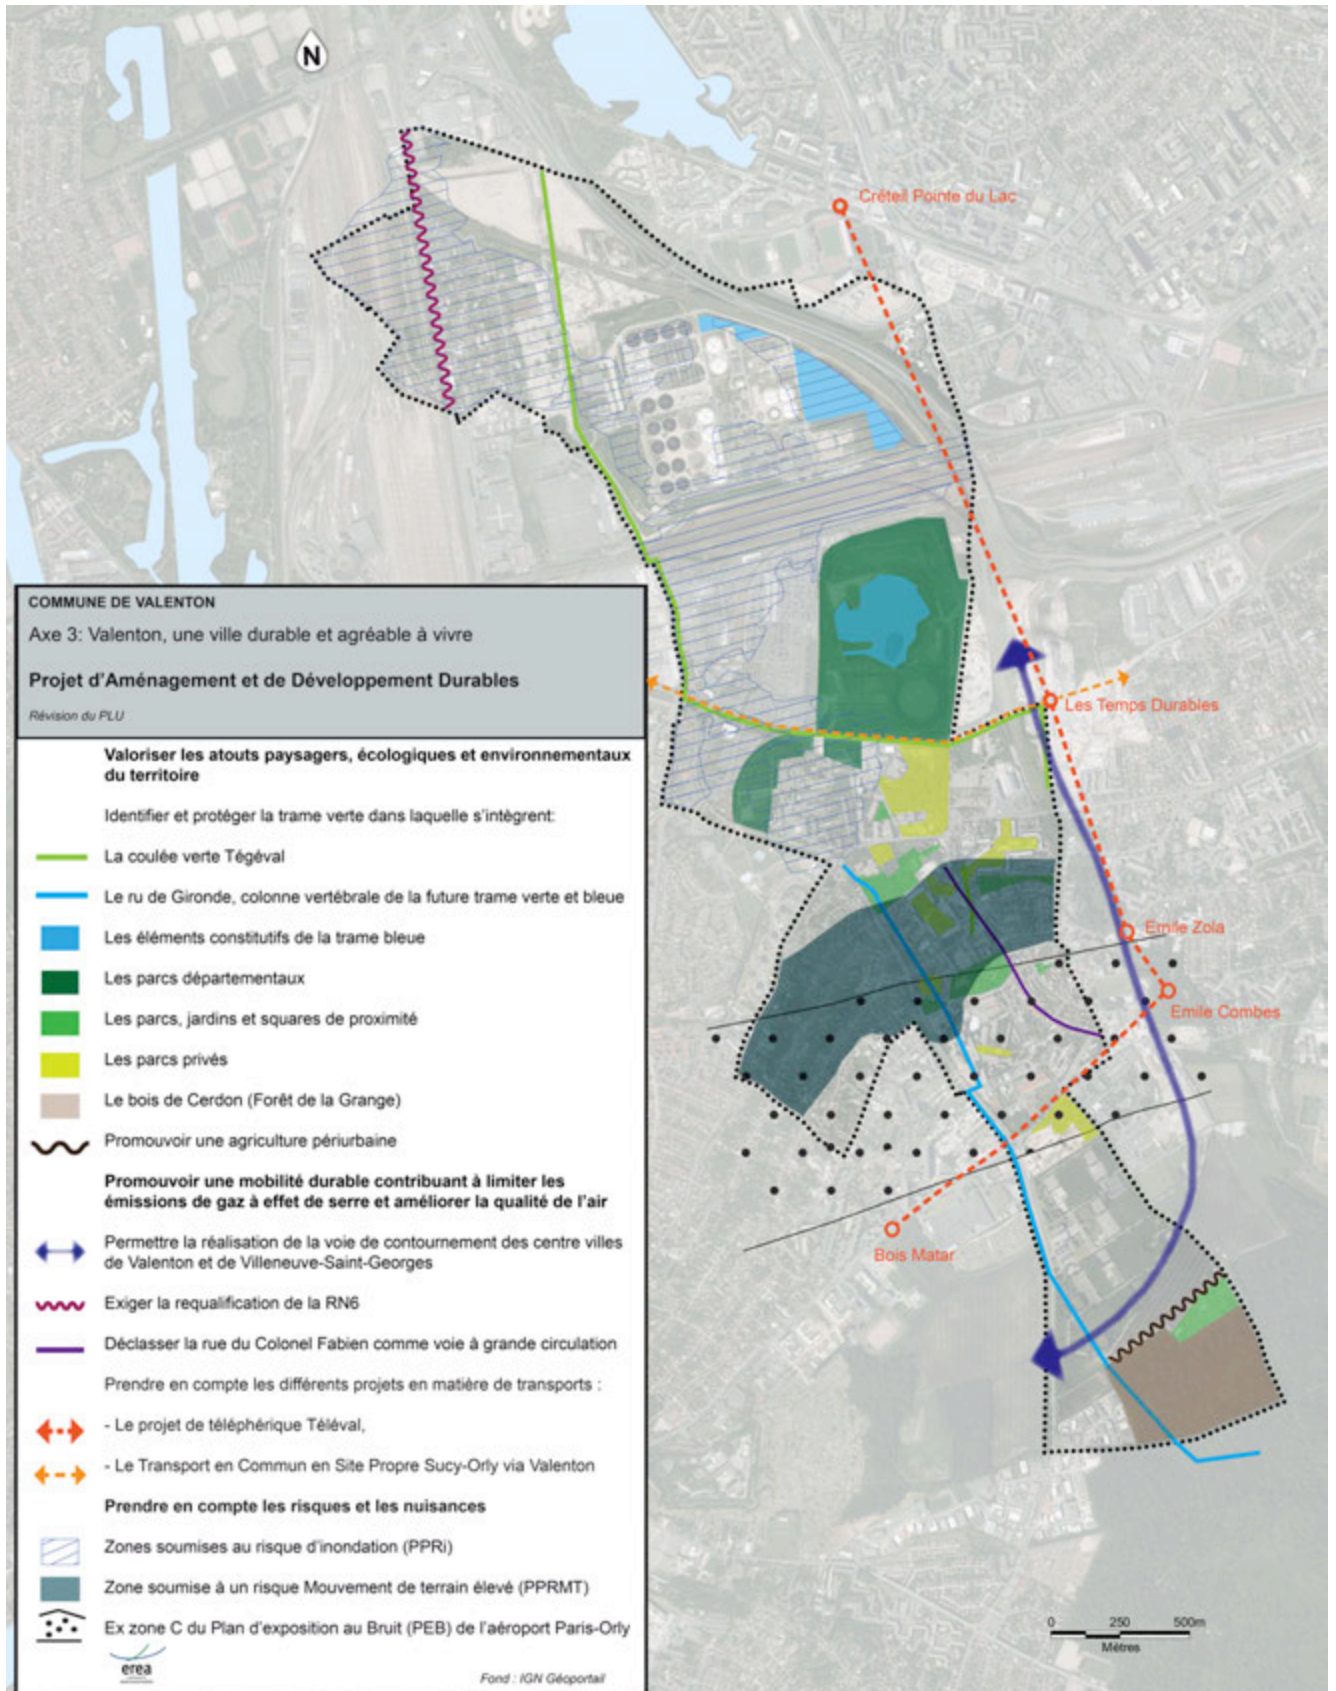 N
Créteil Pointe du Lac
Les Temps Durables
Emile Zola
Emile Combes
Bois Matar
COMMUNE DE VALENTON
Axe 3: Valenton, une ville durable et agréable à vivre
Projet d'Aménagement et de Développement Durables
Révision du PLU
Valoriser les atouts paysagers, écologiques et environnementaux
du territoire
Identifier et protéger la trame verte dans laquelle s'intègrent:
La coulée verte Tégéval
Le ru de Gironde, colonne vertébrale de la future trame verte et bleue
Les éléments constitutifs de la trame bleue
Les parcs départementaux
Les parcs, jardins et squares de proximité
Les parcs privés
Le bois de Cerdon (Forêt de la Grange)
Promouvoir une agriculture périurbaine
Promouvoir une mobilité durable contribuant à limiter les
émissions de gaz à effet de serre et améliorer la qualité de l'air
Permettre la réalisation de la voie de contournement des centre villes
de Valenton et de Villeneuve-Saint-Georges
Exiger la requalification de la RN6
Déclasser la rue du Colonel Fabien comme voie à grande circulation
Prendre en compte les différents projets en matière de transports :
- Le projet de téléphérique Téléval,
- Le Transport en Commun en Site Propre Sucy-Orly via Valenton
Prendre en compte les risques et les nuisances
Zones soumises au risque d'inondation (PPRi)
Zone soumise à un risque Mouvement de terrain élevé (PPRMT)
Ex zone C du Plan d'exposition au Bruit (PEB) de l'aéroport Paris-Orly
erea
Fond : IGN Géoportail
0 250 500m
Mètres